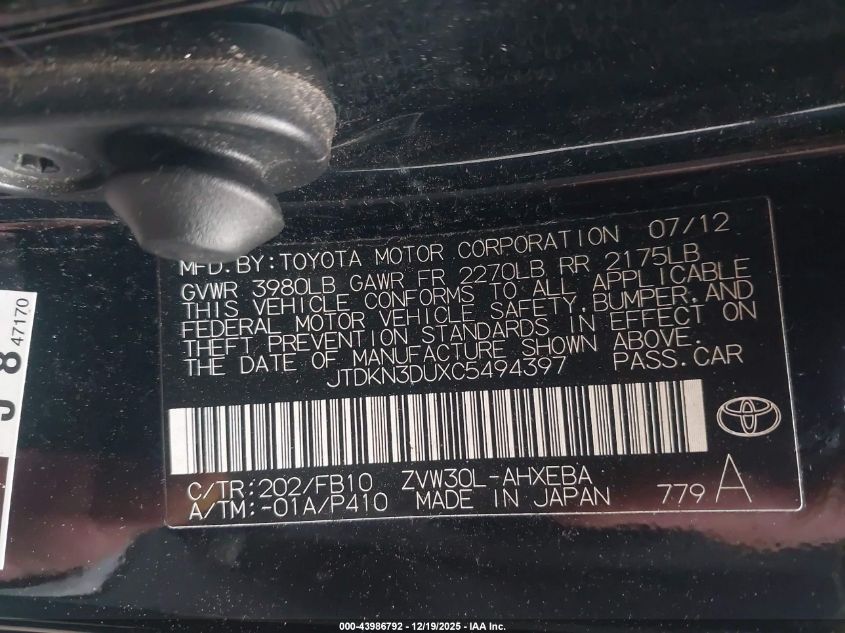 MFD.BY:TOYOTA MOTOR CORPORATION 07/12
GVWR 3980LB GAWR FR 2270LB RR 2175LB
THIS VEHICLE CONFORMS TO ALL APPLICABLE
FEDERAL MOTOR VEHICLE SAFETY,BUMPER,AND
THEFT PREVENTION STANDARDS IN EFFECT ON
THE DATE OF MANUFACTURE SHOWN ABOVE.
JTDKN3DUXC5494397 PASS.CAR
C/TR:202/FB10 ZVW30L-AHXEBA
A/TM:-01A/P410 MADE IN JAPAN 779 A
47170
8
000-43986792 - 12/19/2025 - IAA Inc.